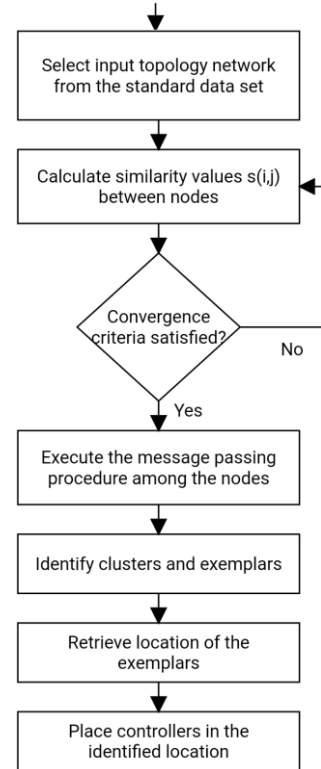 Select input topology network
from the standard data set
Calculate similarity values s(i,j)
between nodes
Convergence
criteria satisfied?
No
Yes
Execute the message passing
procedure among the nodes
Identify clusters and exemplars
Retrieve location of the
exemplars
Place controllers in the
identified location